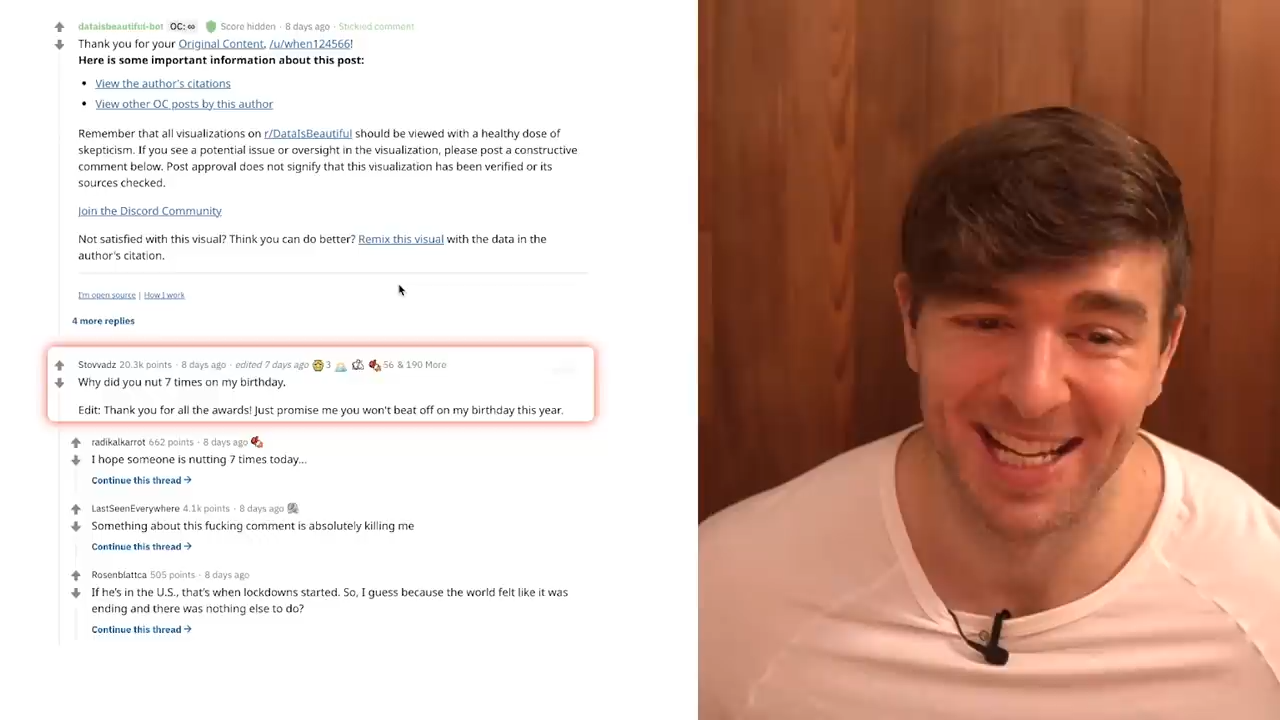 dataisbeautiful-bot OC: ∞ Score hidden · 8 days ago · Stickied comment
Thank you for your Original Content, /u/when124566!
Here is some important information about this post:
• View the author's citations
• View other OC posts by this author
Remember that all visualizations on r/DataIsBeautiful should be viewed with a healthy dose of
skepticism. If you see a potential issue or oversight in the visualization, please post a constructive
comment below. Post approval does not signify that this visualization has been verified or its
sources checked.
Join the Discord Community
Not satisfied with this visual? Think you can do better? Remix this visual with the data in the
author's citation.
I'm open source | How I work
4 more replies
Stovvadz 20.3k points · 8 days ago · edited 7 days ago 3 56 & 190 More
Why did you nut 7 times on my birthday.
Edit: Thank you for all the awards! Just promise me you won't beat off on my birthday this year.
radikalkarrot 662 points · 8 days ago
I hope someone is nutting 7 times today...
Continue this thread →
LastSeenEverywhere 4.1k points · 8 days ago
Something about this fucking comment is absolutely killing me
Continue this thread →
Rosenblattca 505 points · 8 days ago
If he's in the U.S., that's when lockdowns started. So, I guess because the world felt like it was
ending and there was nothing else to do?
Continue this thread →